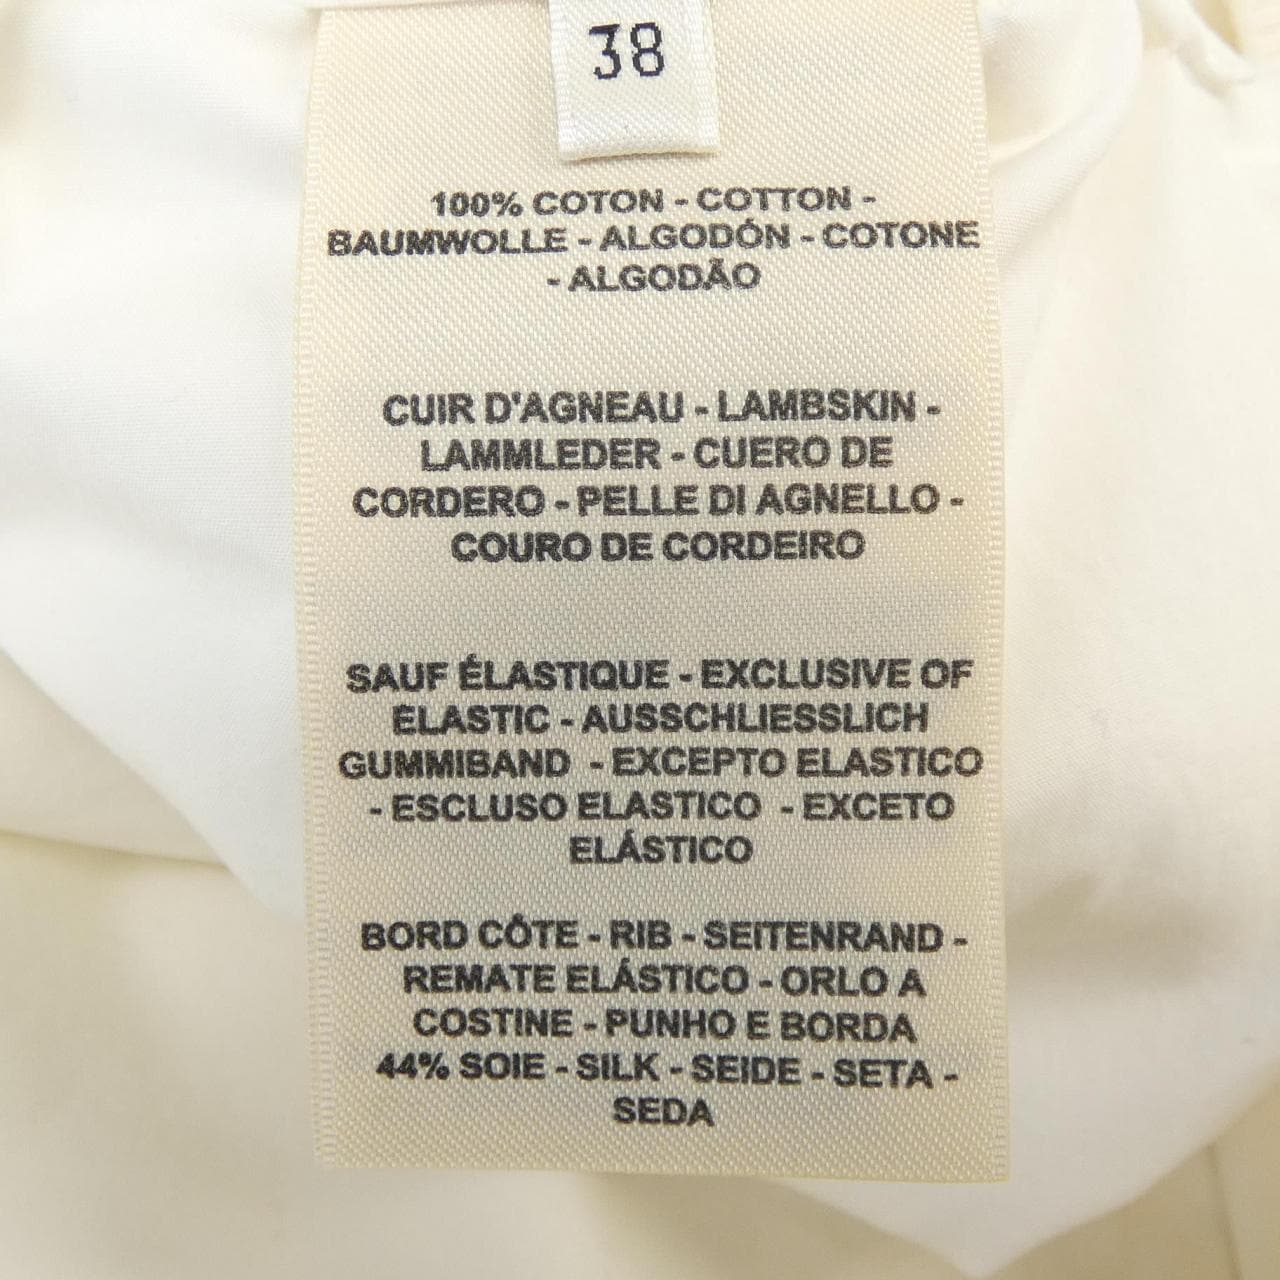 38
100% COTON - COTTON -
BAUMWOLLE - ALGODÓN - COTONE
- ALGODÃO
CUIR D'AGNEAU - LAMBSKIN -
LAMMLEDER - CUERO DE
CORDERO - PELLE DI AGNELLO -
COURO DE CORDEIRO
SAUF ÉLASTIQUE - EXCLUSIVE OF
ELASTIC - AUSSCHLIESSLICH
GUMMIBAND - EXCEPTO ELASTICO
- ESCLUSO ELASTICO - EXCETO
ELÁSTICO
BORD CÔTE - RIB - SEITENRAND -
REMATE ELÁSTICO - ORLO A
COSTINE - PUNHO E BORDA
44% SOIE - SILK - SEIDE - SETA -
SEDA